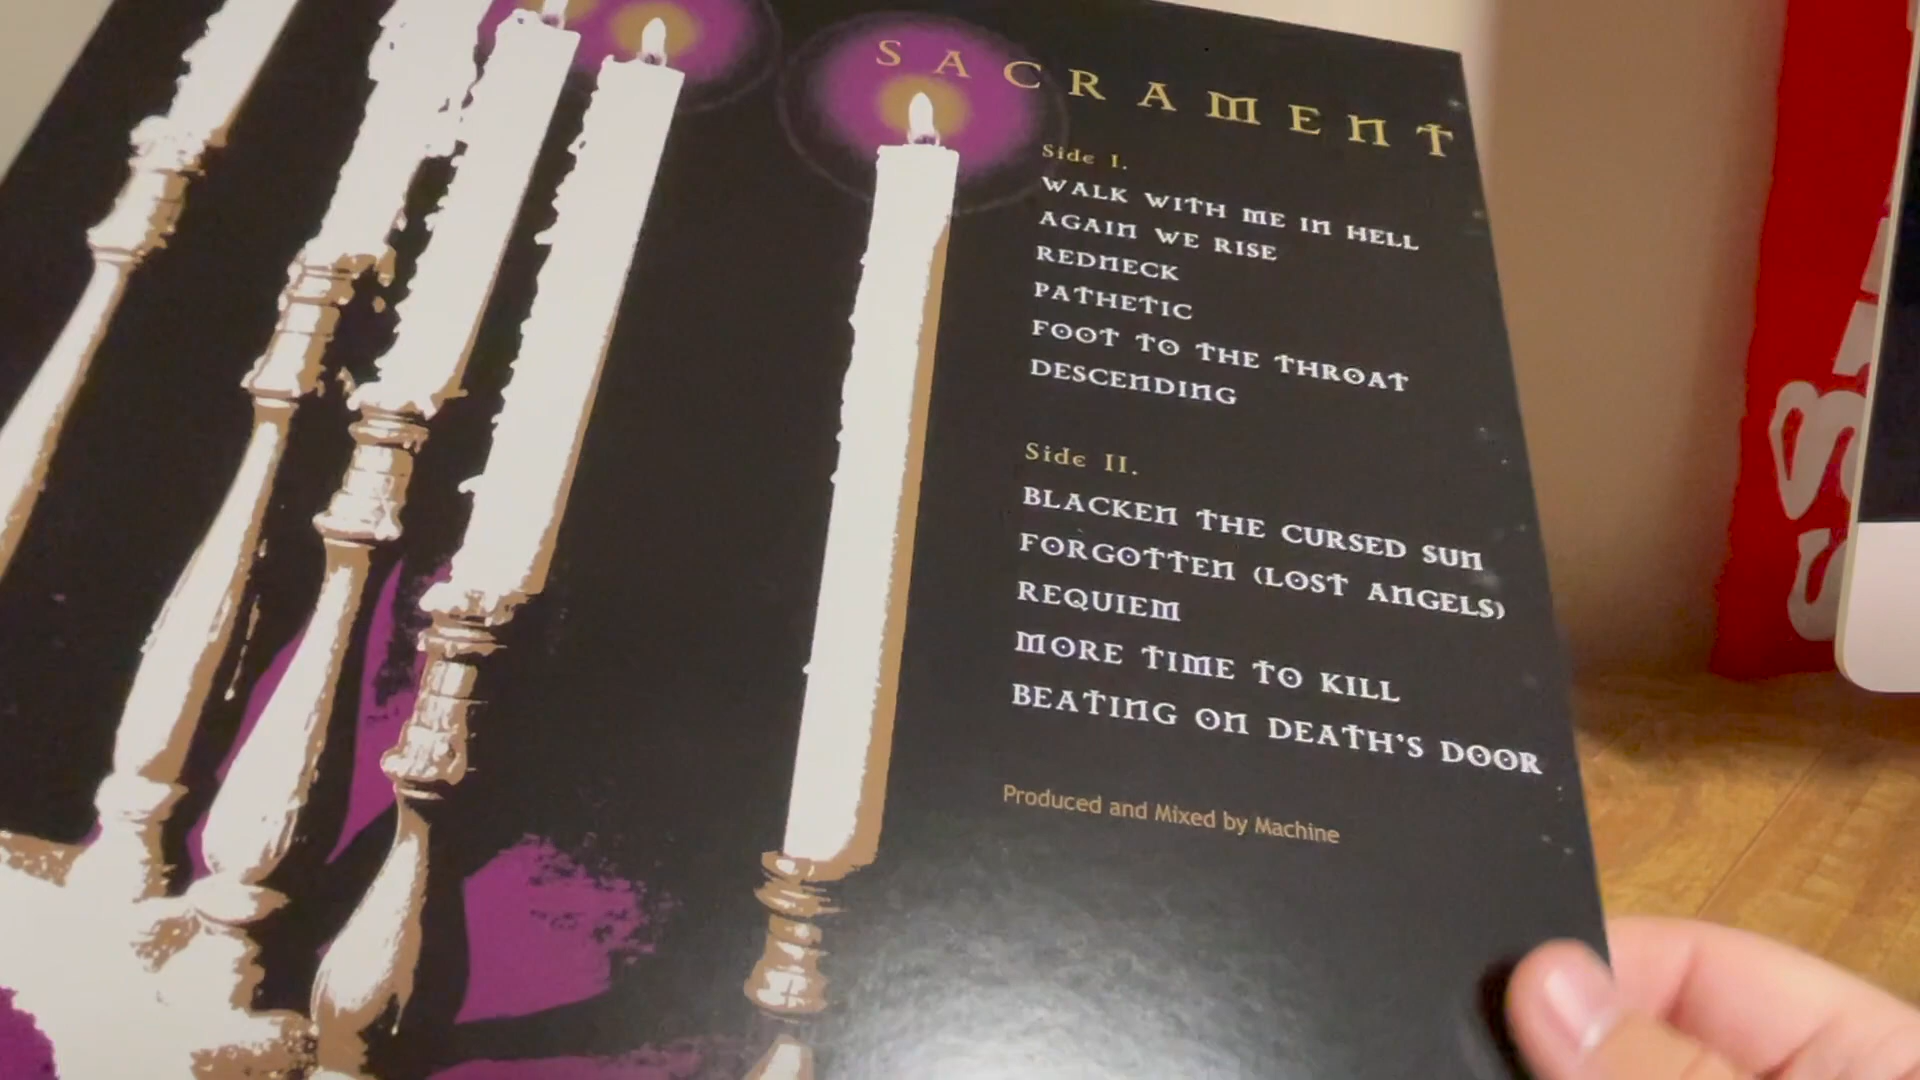 SACRAMENT
Side I.
WALK WITH ME IN HELL
AGAIN WE RISE
REDNECK
PATHETIC
FOOT TO THE THROAT
DESCENDING
Side II.
BLACKEN THE CURSED SUN
FORGOTTEN (LOST ANGELS)
REQUIEM
MORE TIME TO KILL
BEATING ON DEATH'S DOOR
Produced and Mixed by Machine